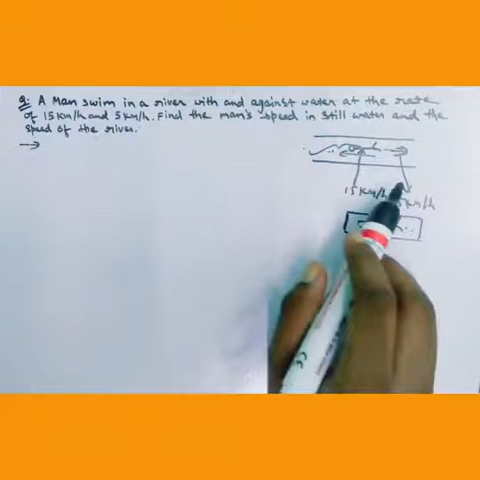 Q: A Man swim in a river with and against water at the rate
of 15 km/h and 5 km/h. Find the man's speed in still water and the
speed of the river.
15 km/h km/h